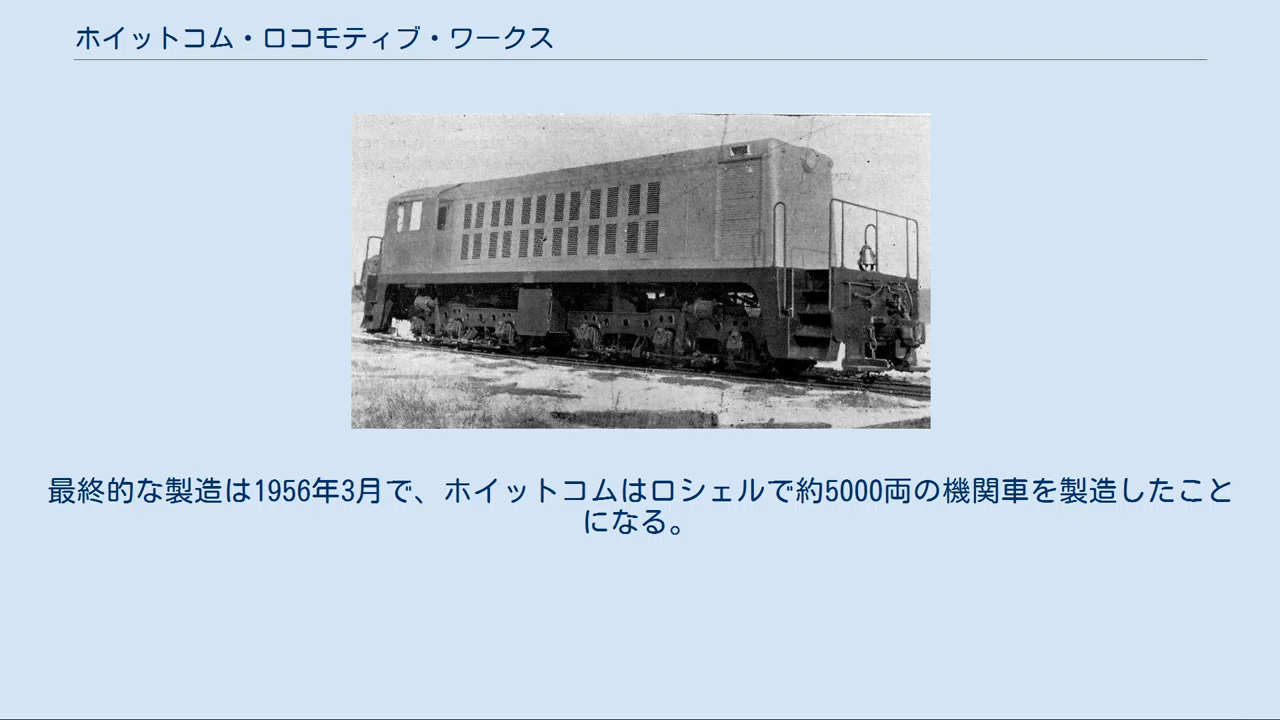 ホイットコム・ロコモティブ・ワークス
最終的な製造は1956年3月で、ホイットコムはロシェルで約5000両の機関車を製造したこと
になる。